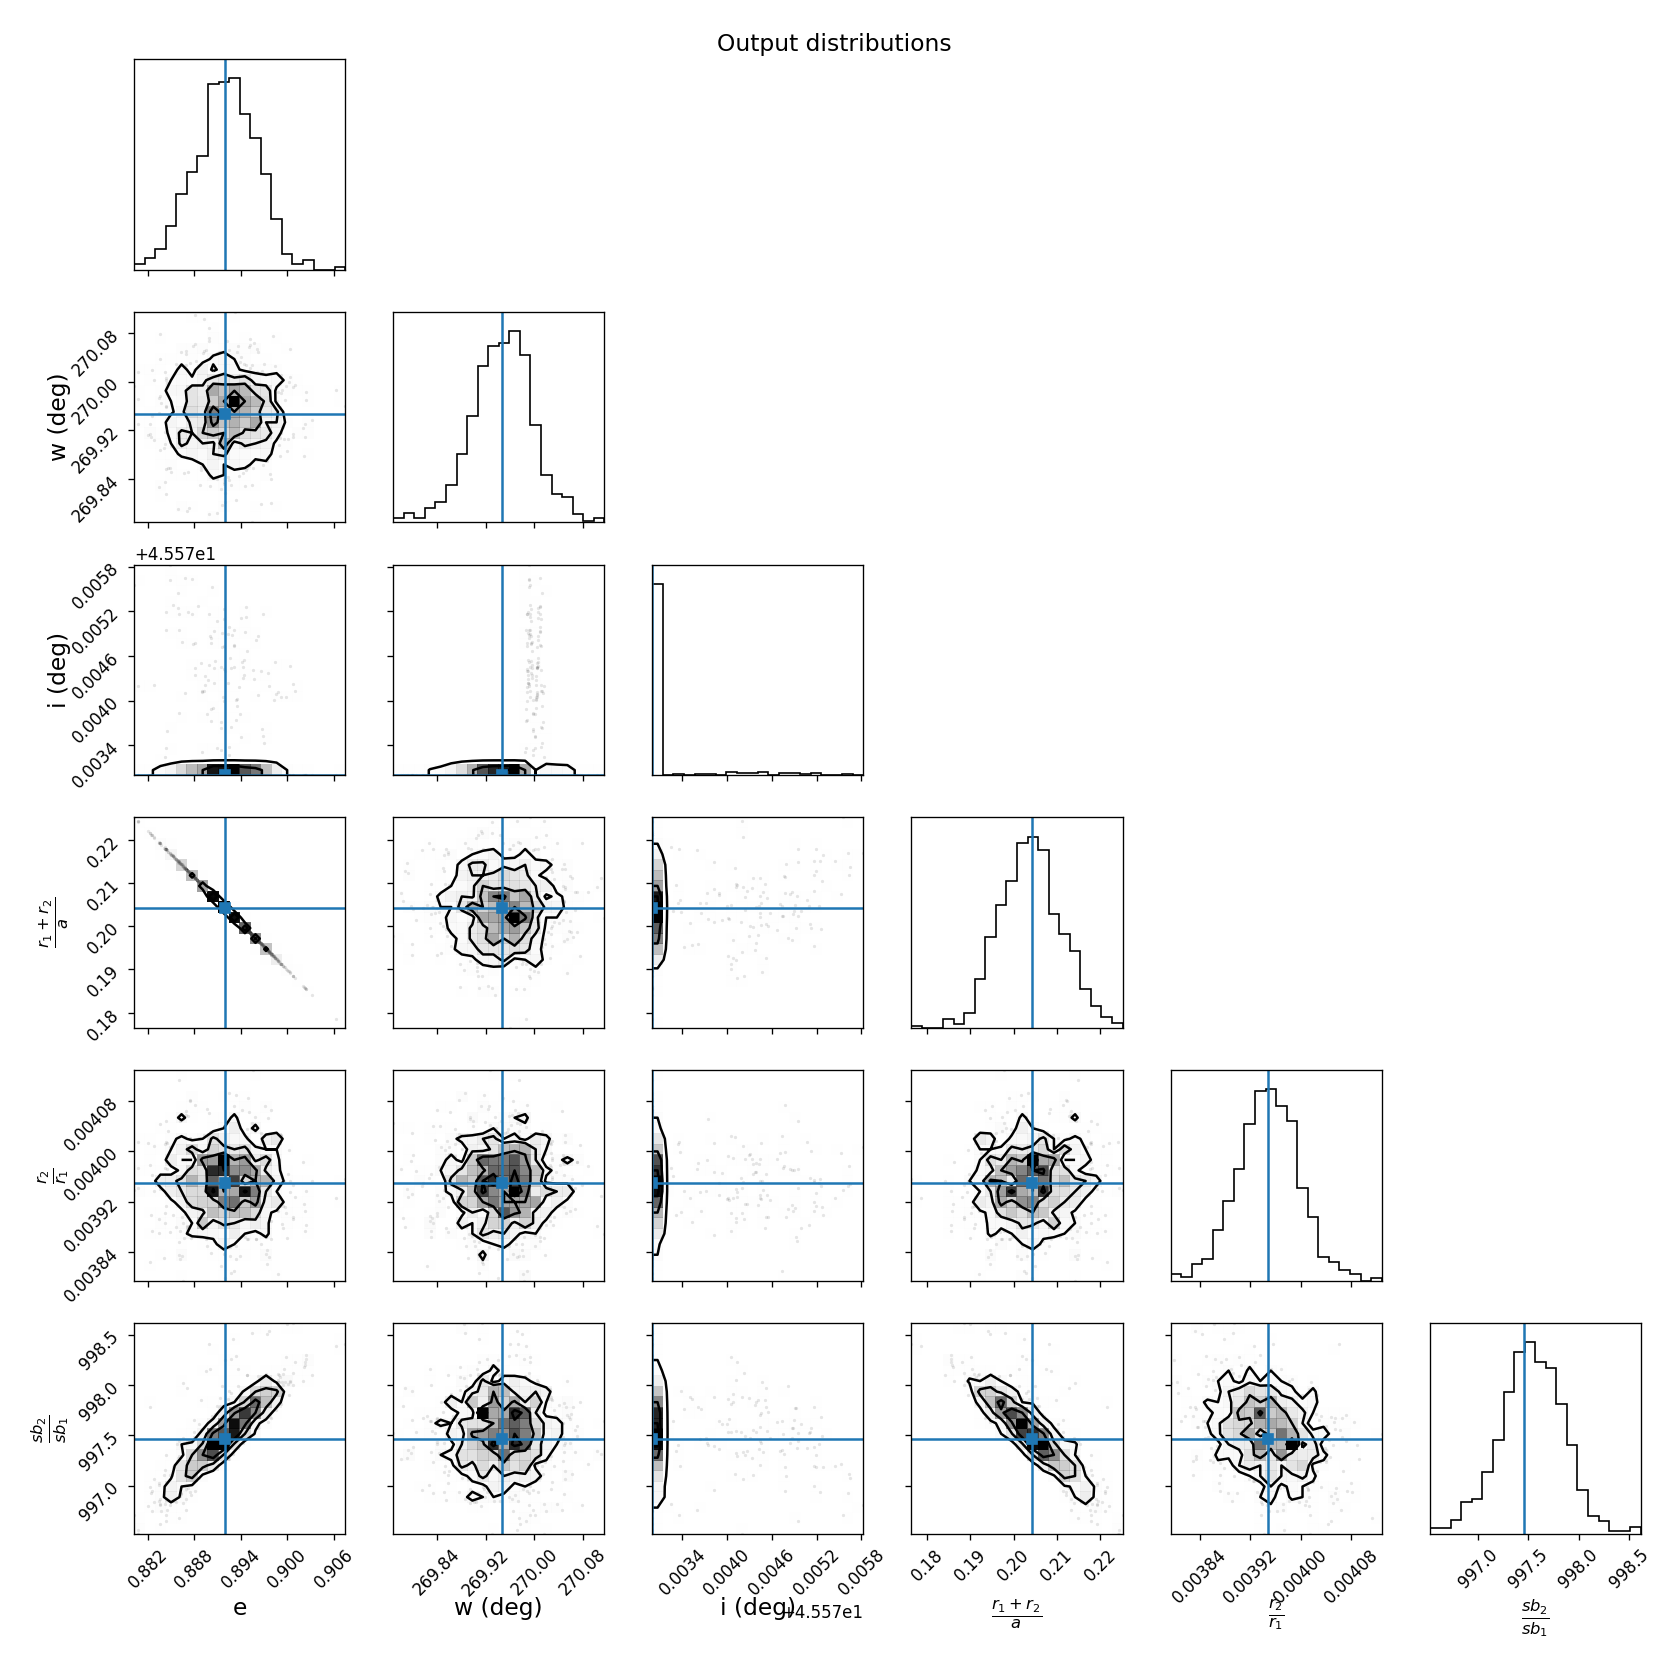 Output distributions
w (deg)
270.08
270.00
269.92
269.84
+4.557e1
i (deg)
0.0058
0.0052
0.0046
0.0040
0.0034
r₁ + r₂
a
0.22
0.21
0.20
0.19
0.18
r₂
r₁
0.00408
0.00400
0.00392
0.00384
sb₂
sb₁
998.5
998.0
997.5
997.0
0.882 0.888 0.894 0.900 0.906
269.84 269.92 270.00 270.08
0.0034 0.0040 0.0046 0.0052 0.0058
0.18 0.19 0.20 0.21 0.22
0.00384 0.00392 0.00400 0.00408
997.0 997.5 998.0 998.5
e
w (deg)
i (deg)
+4.557e1
r₁ + r₂
a
r₂
r₁
sb₂
sb₁